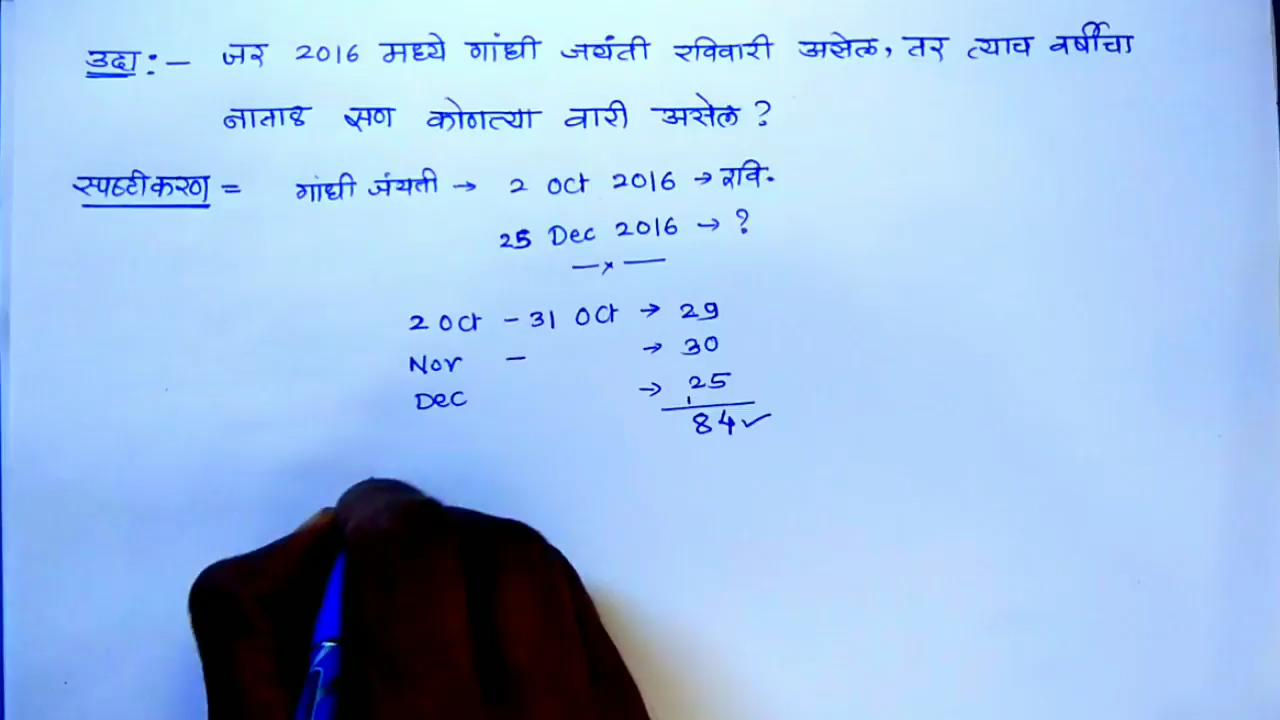 उदा :- जर 2016 मध्ये गांधी जयंती रविवारी असेल, तर त्याच वर्षीचा
नाताळ सण कोणत्या वारी असेल ?
स्पष्टीकरण = गांधी जंयती → 2 Oct 2016 → रवि.
25 Dec 2016 → ?
—x—
2 Oct - 31 Oct → 29
Nov - → 30
Dec → 25
84✓